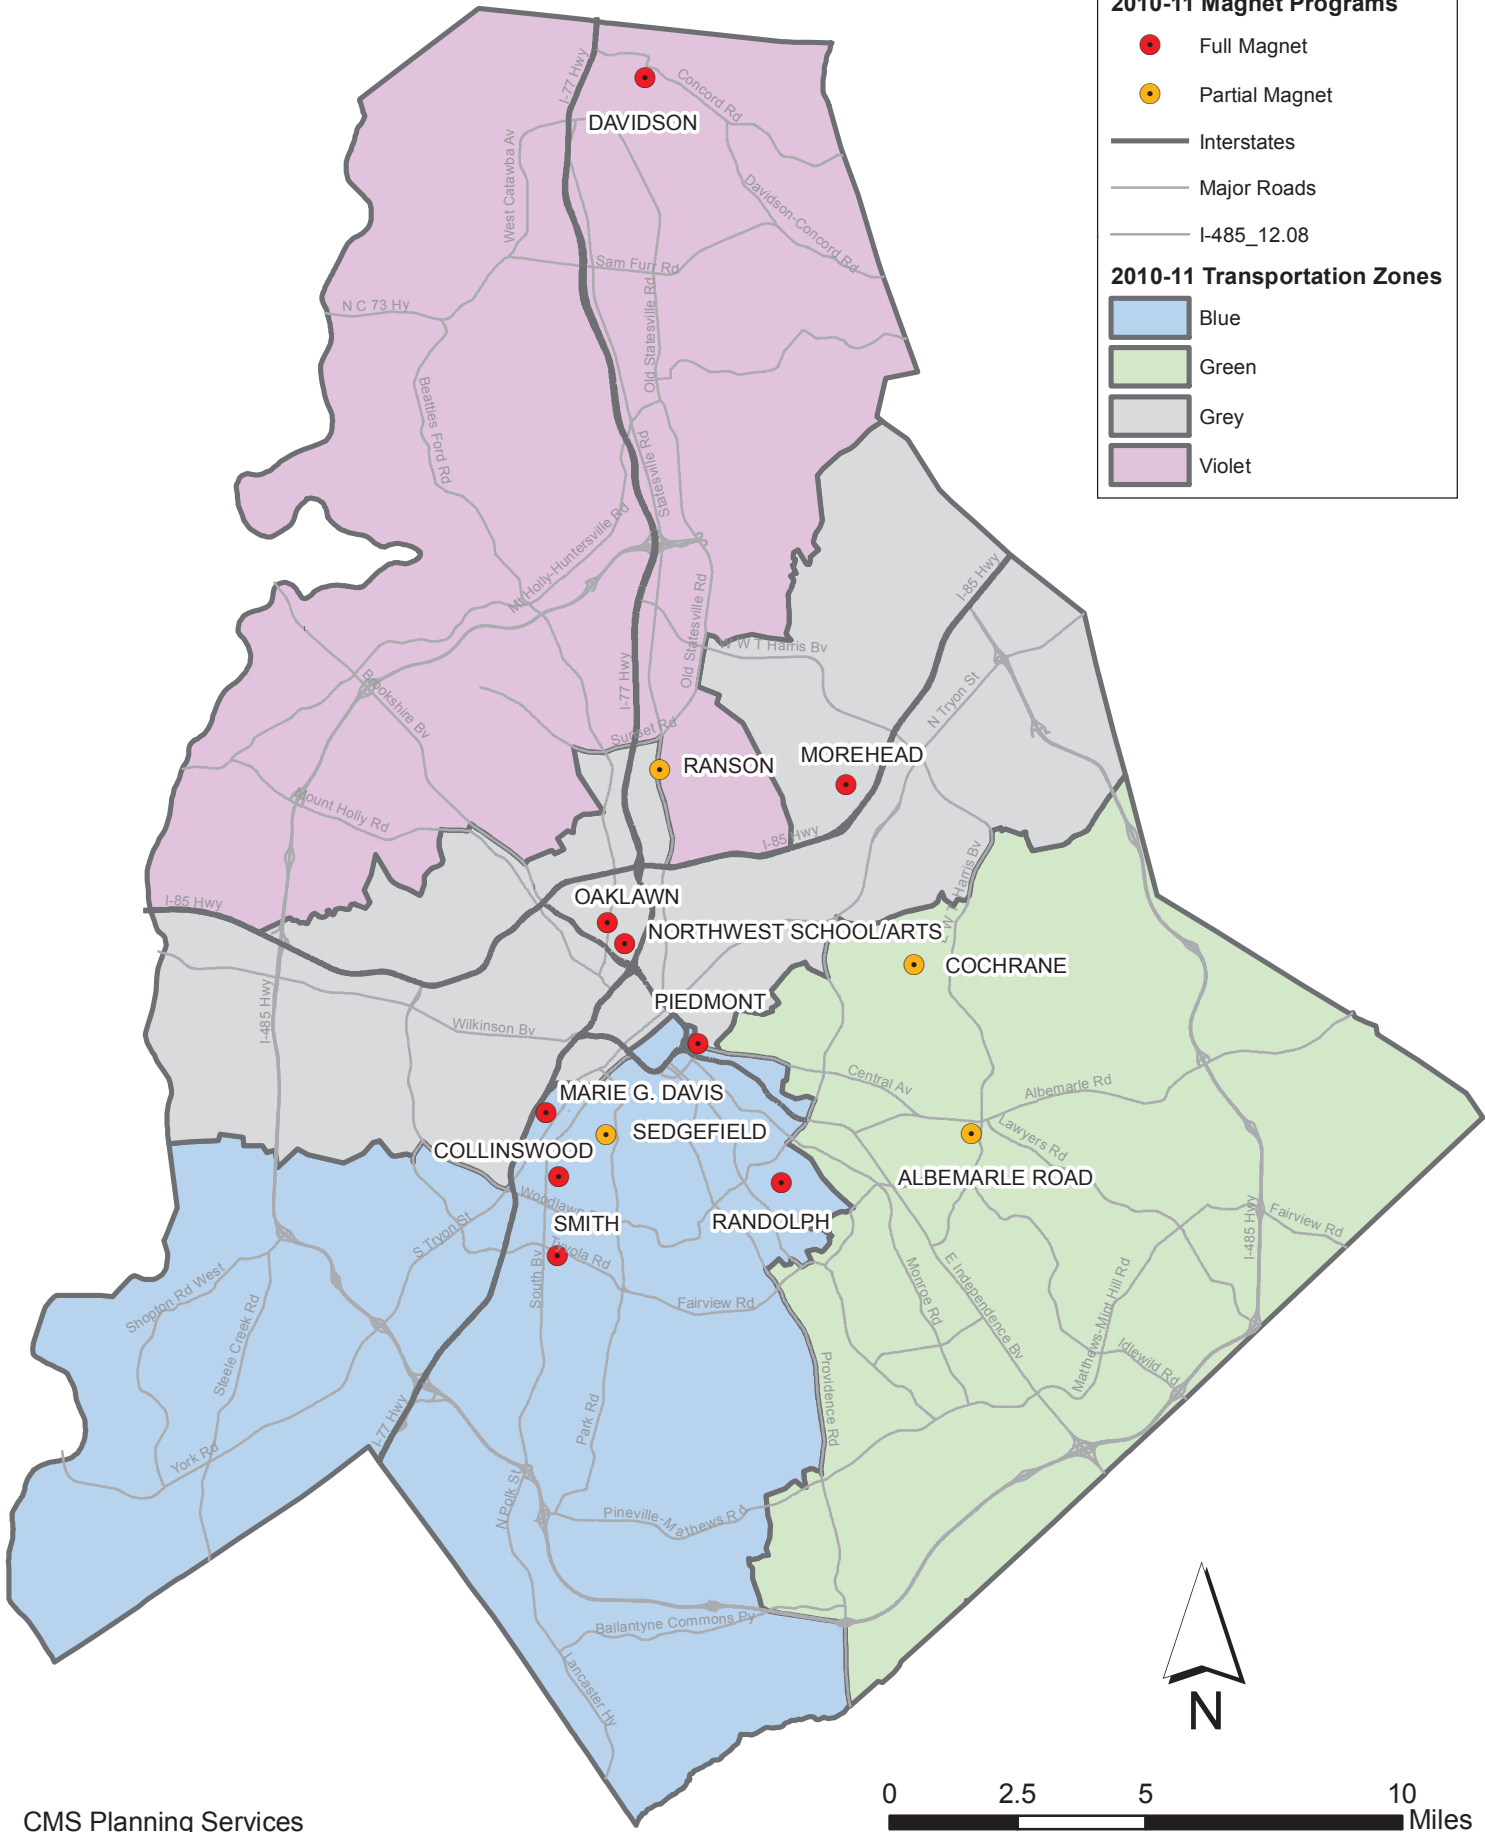 2010-11 Magnet Programs
Full Magnet
Partial Magnet
Interstates
Major Roads
I-485_12.08
2010-11 Transportation Zones
Blue
Green
Grey
Violet
I-77 Hwy
Concord Rd
DAVIDSON
West Catawba Av
Davidson-Concord Rd
Sam Furr Rd
N C 73 Hy
Old Statesville Rd
Beatties Ford Rd
Statesville Rd
Mt Holly-Huntersville Rd
I-85 Hwy
Old Statesville Rd
W W T Harris Bv
I-77 Hwy
Brookshire Bv
N Tryon St
Sunset Rd
RANSON
MOREHEAD
Mount Holly Rd
I-85 Hwy
Harris Bv
I-85 Hwy
OAKLAWN
NORTHWEST SCHOOL/ARTS
COCHRANE
I-485 Hwy
PIEDMONT
Wilkinson Bv
Central Av
Albemarle Rd
MARIE G. DAVIS
SEDGEFIELD
Lawyers Rd
COLLINSWOOD
ALBEMARLE ROAD
Woodlawn
SMITH
RANDOLPH
S Tryon St
Tyvola Rd
I-485 Hwy
Fairview Rd
Shopton Rd West
South Bv
Fairview Rd
Monroe Rd
E Independence Bv
Matthews-Mint Hill Rd
Steele Creek Rd
Idlewild Rd
Providence Rd
I-77 Hwy
Park Rd
York Rd
N Polk St
Pineville-Mathews Rd
Ballantyne Commons Py
Lancaster Hy
N
0 2.5 5 10
Miles
CMS Planning Services